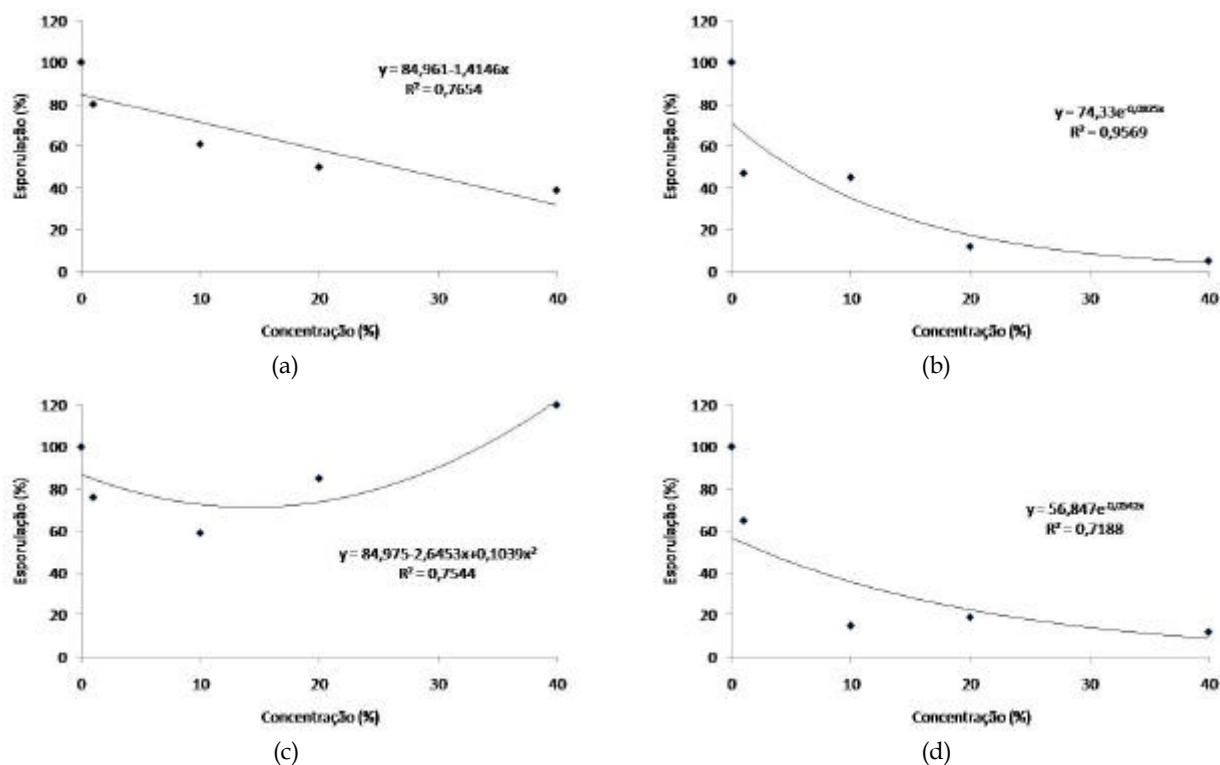 120
100
80
60
40
20
0
Esporulação (%)
y = 84,961-1,4146x
R² = 0,7654
0 10 20 30 40
Concentração (%)
(a)
120
100
80
60
40
20
0
Esporulação (%)
y = 74,33e
R² = 0,9569
0 10 20 30 40
Concentração (%)
(b)
120
100
80
60
40
20
0
Esporulação (%)
y = 84,975-2,6453x+0,1039x²
R² = 0,7544
0 10 20 30 40
Concentração (%)
(c)
120
100
80
60
40
20
0
Esporulação (%)
y = 56,847e
R² = 0,7188
0 10 20 30 40
Concentração (%)
(d)